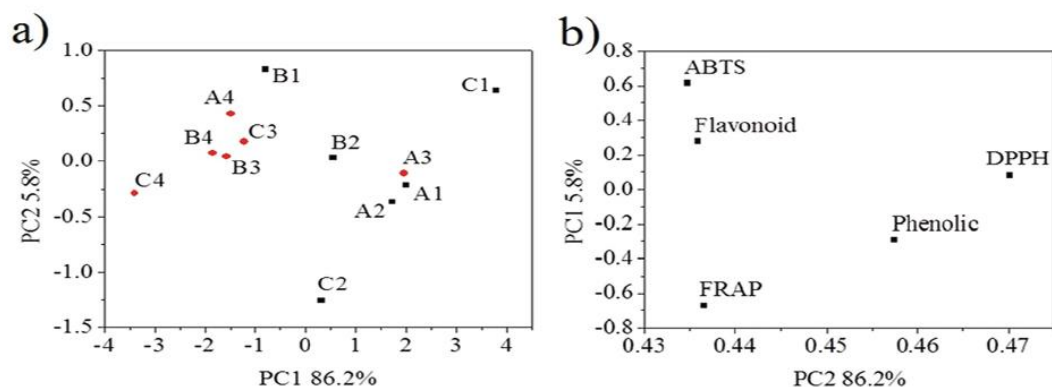 a)
1.0
0.5
0.0
-0.5
-1.0
-1.5
PC2 5.8%
B1
C1
A4
B4
C3
B3
B2
A3
C4
A2
A1
C2
-4
-3
-2
-1
0
1
2
3
4
PC1 86.2%
b)
0.8
0.6
0.4
0.2
0.0
-0.2
-0.4
-0.6
-0.8
PC1 5.8%
ABTS
Flavonoid
DPPH
Phenolic
FRAP
0.43
0.44
0.45
0.46
0.47
PC2 86.2%